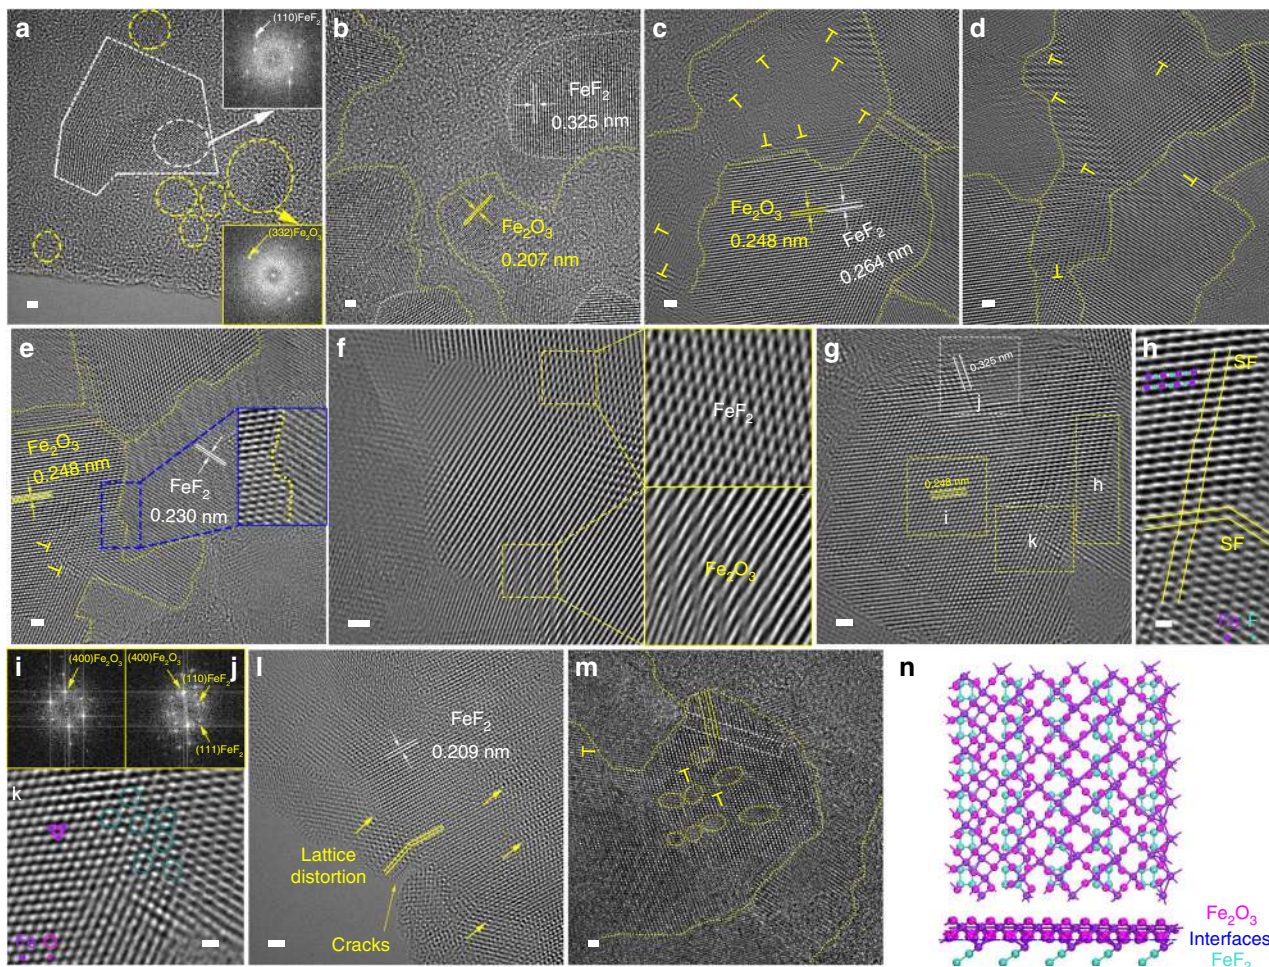 a
(110)FeF₂
(332)Fe₂O₃
b
FeF₂
0.325 nm
Fe₂O₃
0.207 nm
c
Fe₂O₃
0.248 nm
FeF₂
0.264 nm
d
e
Fe₂O₃
0.248 nm
FeF₂
0.230 nm
f
FeF₂
Fe₂O₃
g
0.325 nm
j
0.248 nm
i
h
k
h
SF
SF
Fe F
i
(400)Fe₂O₃
(400)Fe₂O₃
j
(110)FeF₂
(111)FeF₂
k
Fe O
l
FeF₂
0.209 nm
Lattice
distortion
Cracks
m
n
Fe₂O₃
Interfaces
FeF₂